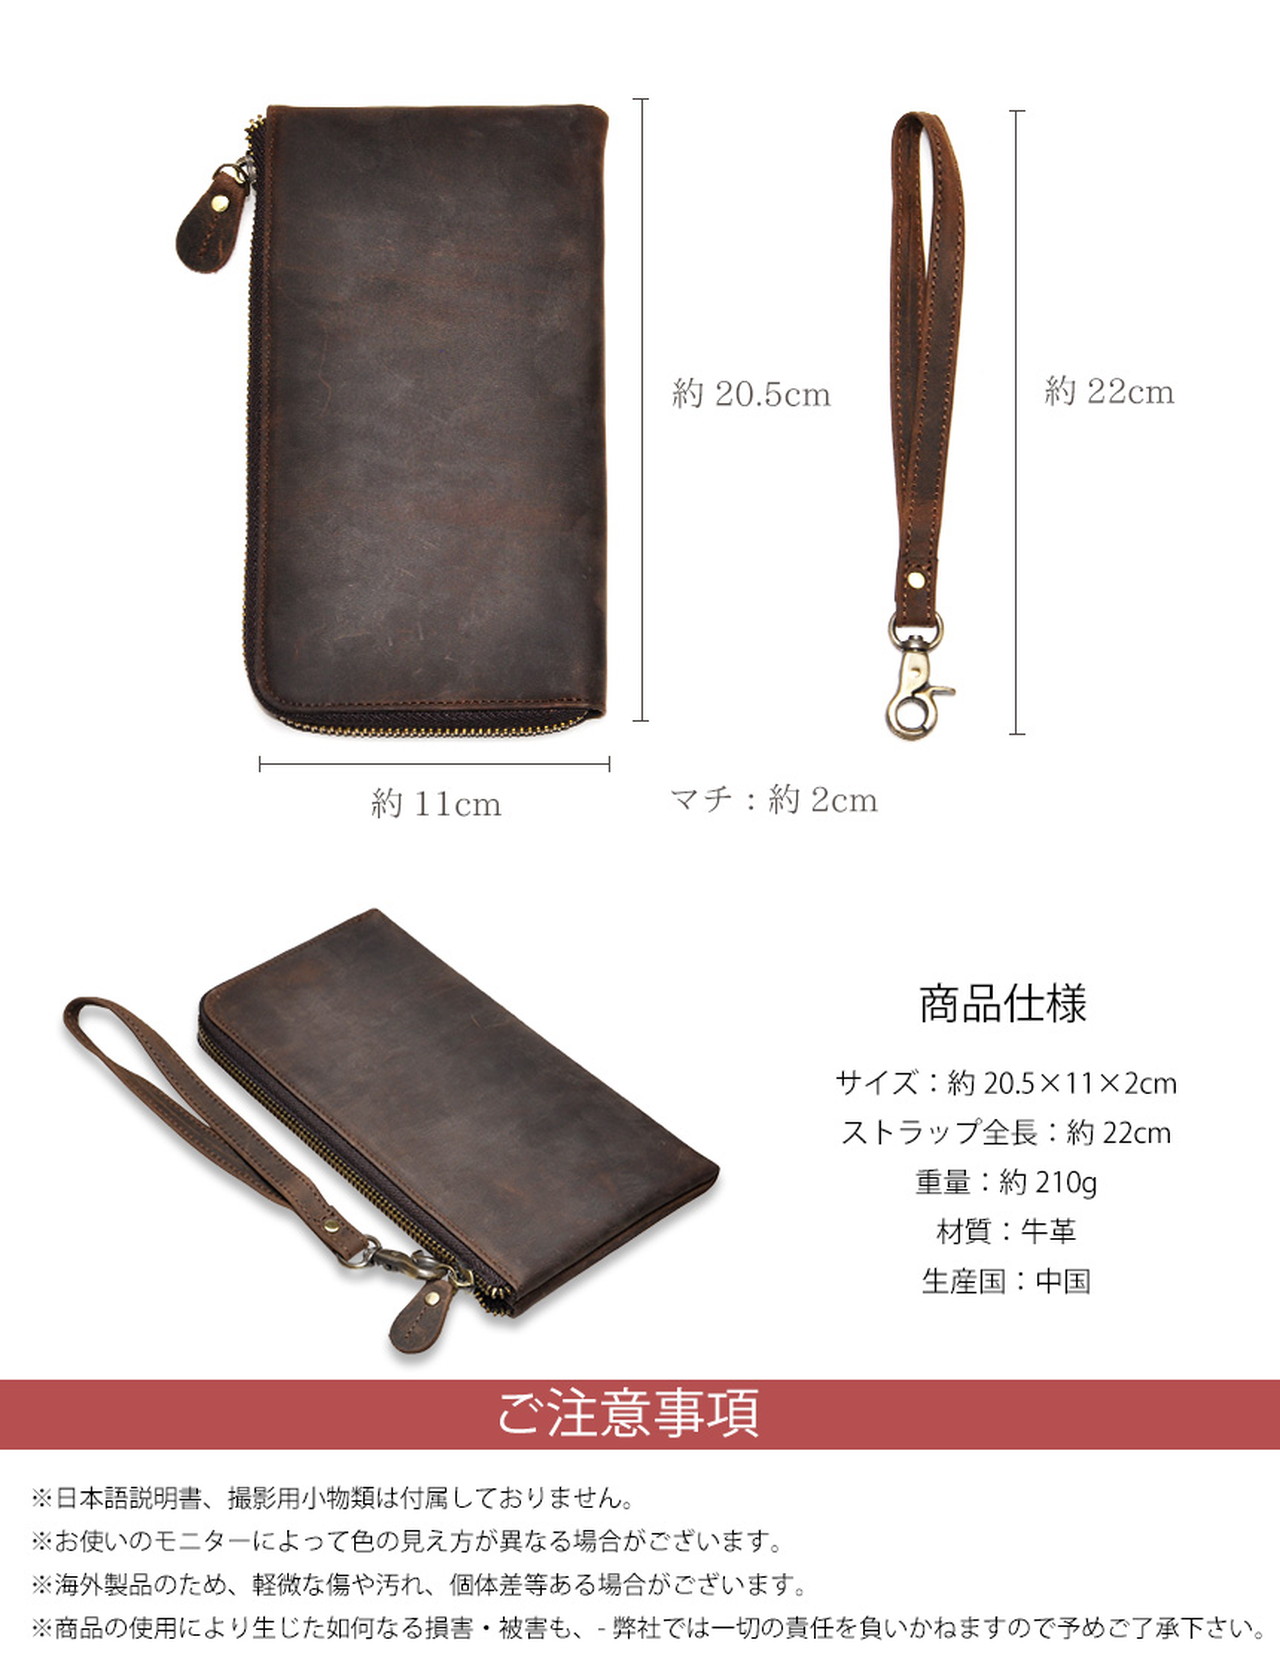 約 20.5cm
約 22cm
約 11cm
マチ：約 2cm
商品仕様
サイズ：約 20.5×11×2cm
ストラップ全長：約 22cm
重量：約 210g
材質：牛革
生産国：中国
ご注意事項
※日本語説明書、撮影用小物類は付属しておりません。
※お使いのモニターによって色の見え方が異なる場合がございます。
※海外製品のため、軽微な傷や汚れ、個体差等ある場合がございます。
※商品の使用により生じた如何なる損害・被害も、- 弊社では一切の責任を負いかねますので予めご了承下さい。